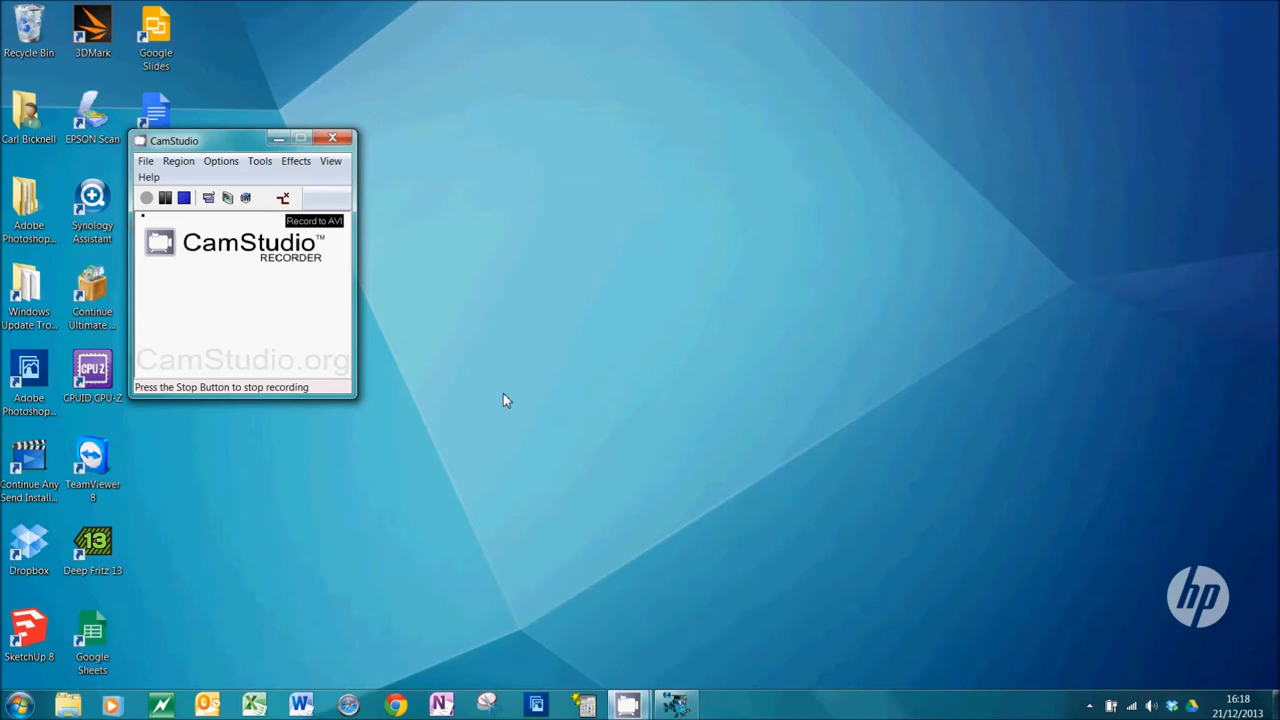 Recycle Bin
3DMark
Google
Slides
Carl Bicknell
EPSON Scan
Adobe
Photoshop...
Synology
Assistant
Windows
Update Tro...
Continue
Ultimate ...
Adobe
Photoshop...
CPUID CPU-Z
Continue Any
Send Install...
TeamViewer
8
Dropbox
Deep Fritz 13
SketchUp 8
Google
Sheets
CPU-Z
13
CamStudio
File Region Options Tools Effects View
Help
Record to AVI
CamStudio™
RECORDER
CamStudio.org
Press the Stop Button to stop recording
hp
16:18
21/12/2013